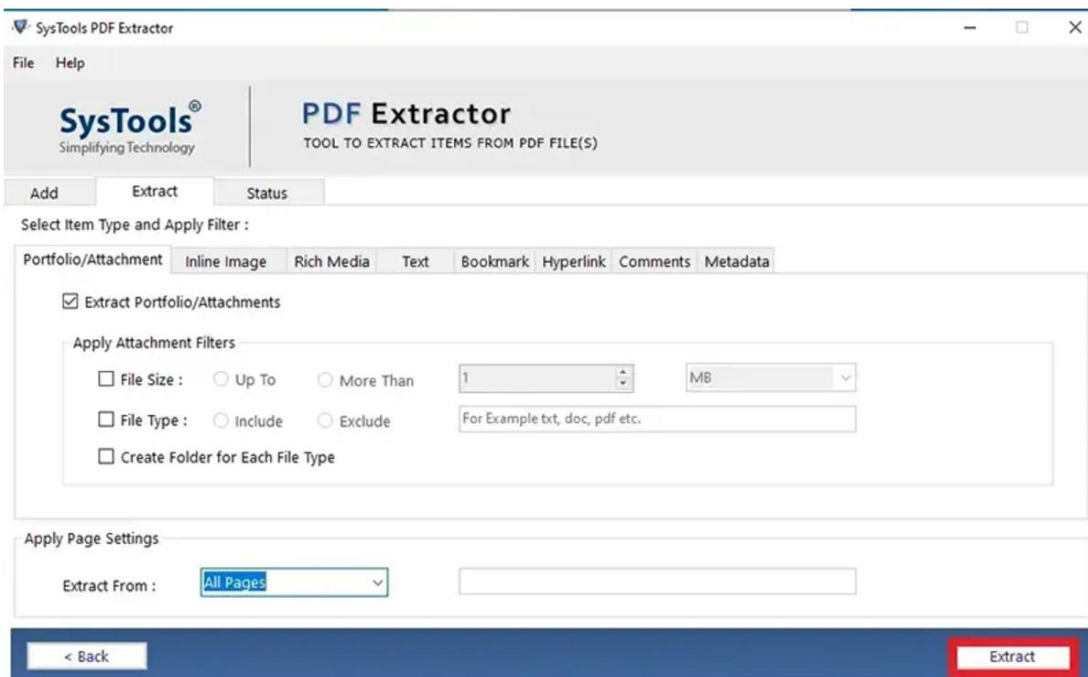 SysTools PDF Extractor
File Help
SysTools®
Simplifying Technology
PDF Extractor
TOOL TO EXTRACT ITEMS FROM PDF FILE(S)
Add Extract Status
Select Item Type and Apply Filter :
Portfolio/Attachment Inline Image Rich Media Text Bookmark Hyperlink Comments Metadata
Extract Portfolio/Attachments
Apply Attachment Filters
File Size : Up To More Than 1 MB
File Type : Include Exclude For Example txt, doc, pdf etc.
Create Folder for Each File Type
Apply Page Settings
Extract From : All Pages
< Back Extract